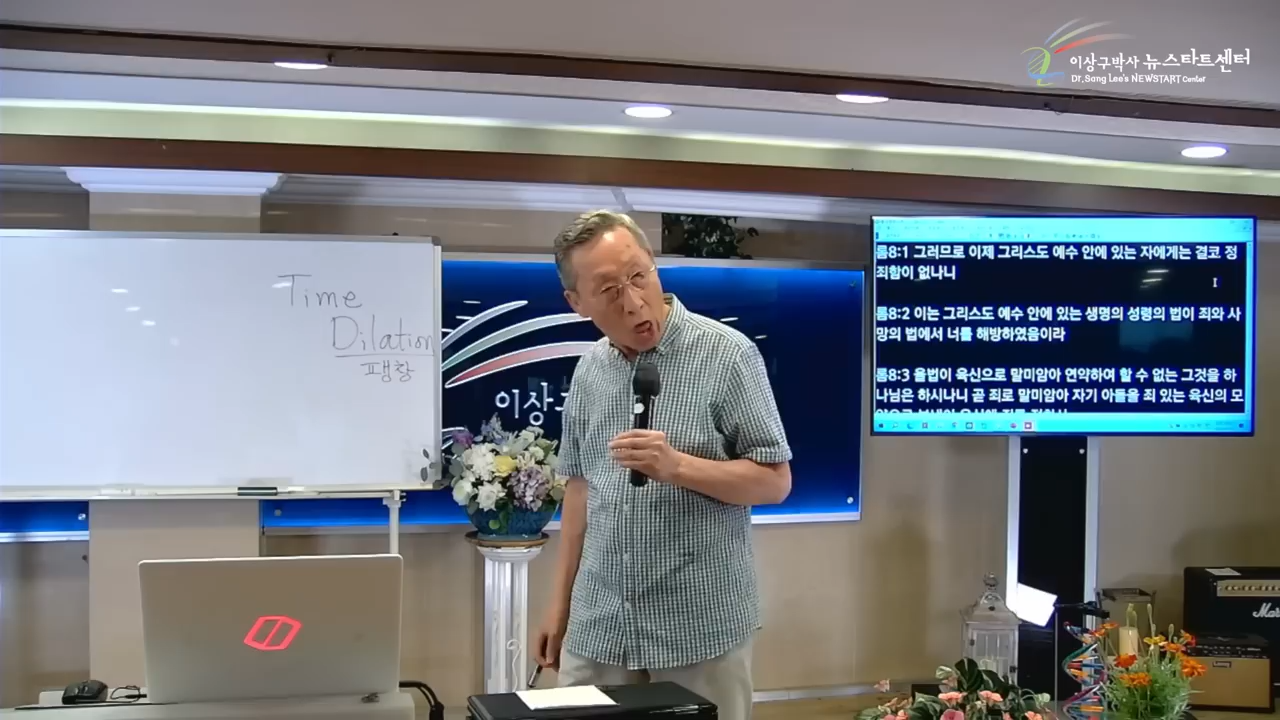 이상구박사 뉴스타트센터
Dr.Sang Lee's NEWSTART Center
Time
Dilation
팽창
이상구
롬8:1 그러므로 이제 그리스도 예수 안에 있는 자에게는 결코 정
죄함이 없나니
롬8:2 이는 그리스도 예수 안에 있는 생명의 성령의 법이 죄와 사
망의 법에서 너를 해방하였음이라
롬8:3 율법이 육신으로 말미암아 연약하여 할 수 없는 그것을 하
나님은 하시나니 곧 죄로 말미암아 자기 아들을 죄 있는 육신의 모